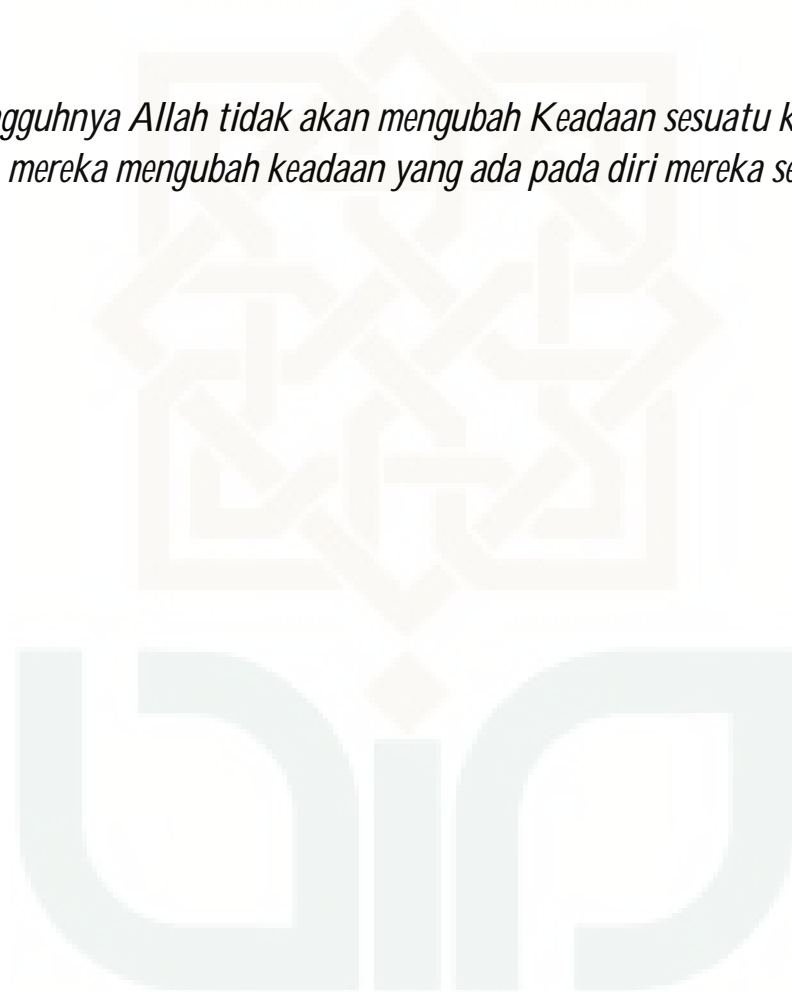 gguhnya Allah tidak akan mengubah Keadaan sesuatu k
mereka mengubah keadaan yang ada pada diri mereka se